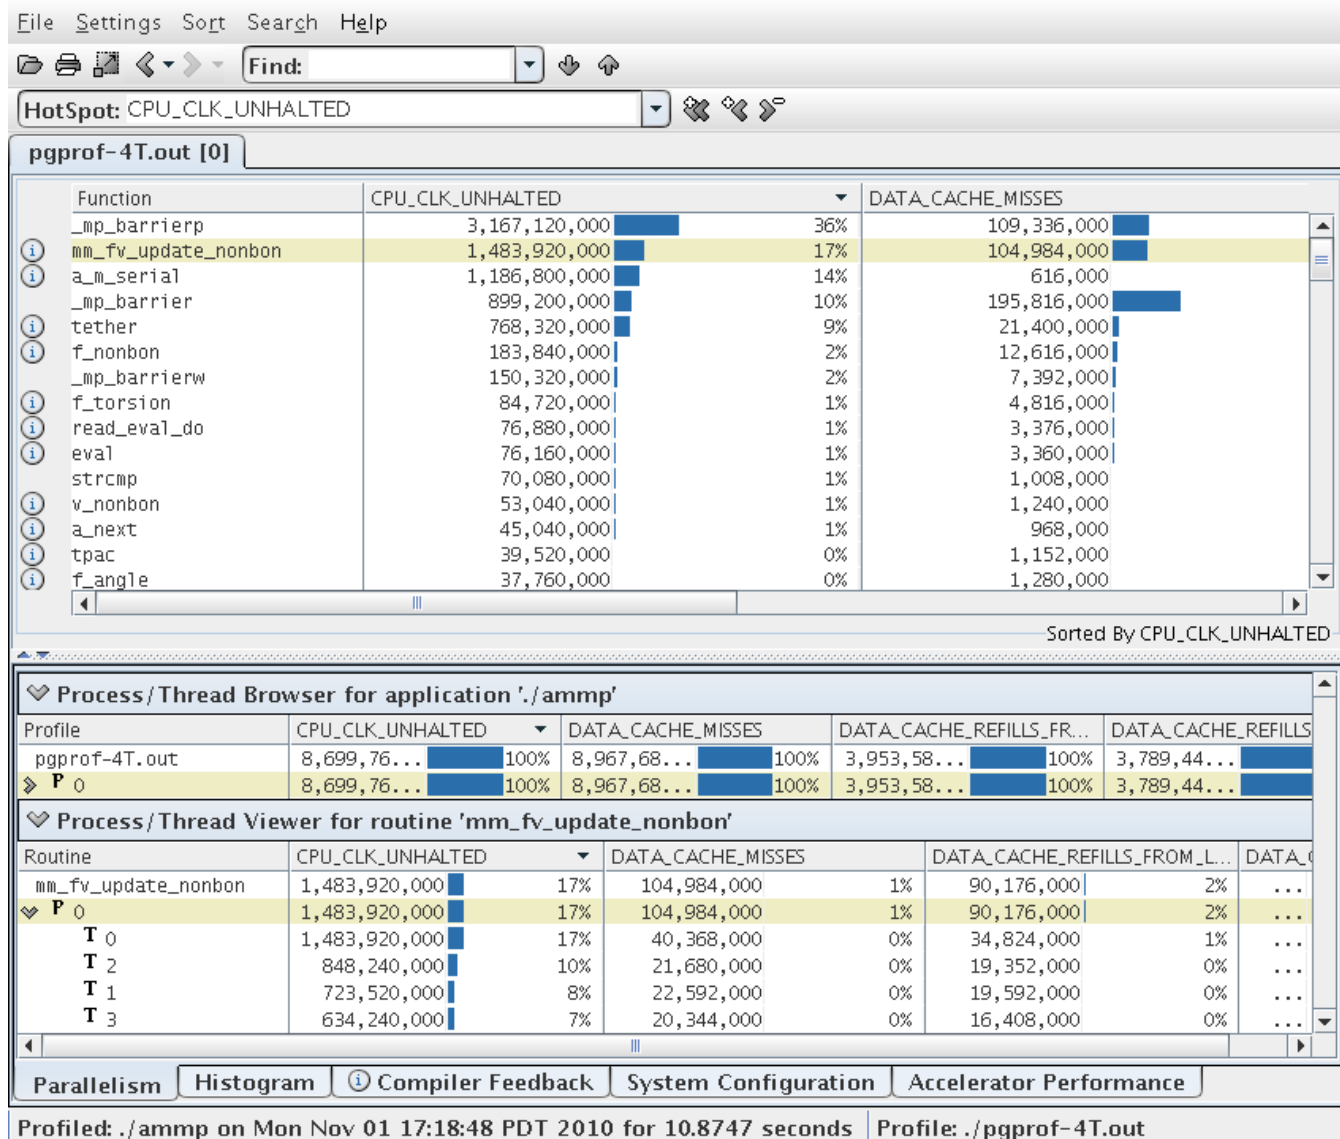 File Settings Sort Search Help
Find:
HotSpot: CPU_CLK_UNHALTED
pgprof-4T.out [0]
Function CPU_CLK_UNHALTED DATA_CACHE_MISSES
_mp_barrierp 3,167,120,000 36% 109,336,000
mm_fv_update_nonbon 1,483,920,000 17% 104,984,000
a_m_serial 1,186,800,000 14% 616,000
_mp_barrier 899,200,000 10% 195,816,000
tether 768,320,000 9% 21,400,000
f_nonbon 183,840,000 2% 12,616,000
_mp_barrierw 150,320,000 2% 7,392,000
f_torsion 84,720,000 1% 4,816,000
read_eval_do 76,880,000 1% 3,376,000
eval 76,160,000 1% 3,360,000
strcmp 70,080,000 1% 1,008,000
v_nonbon 53,040,000 1% 1,240,000
a_next 45,040,000 1% 968,000
tpac 39,520,000 0% 1,152,000
f_angle 37,760,000 0% 1,280,000
Sorted By CPU_CLK_UNHALTED
Process/Thread Browser for application './ammp'
Profile CPU_CLK_UNHALTED DATA_CACHE_MISSES DATA_CACHE_REFILLS_FR... DATA_CACHE_REFILLS
pgprof-4T.out 8,699,76... 100% 8,967,68... 100% 3,953,58... 100% 3,789,44...
P 0 8,699,76... 100% 8,967,68... 100% 3,953,58... 100% 3,789,44...
Process/Thread Viewer for routine 'mm_fv_update_nonbon'
Routine CPU_CLK_UNHALTED DATA_CACHE_MISSES DATA_CACHE_REFILLS_FROM_L... DATA_
mm_fv_update_nonbon 1,483,920,000 17% 104,984,000 1% 90,176,000 2% ...
P 0 1,483,920,000 17% 104,984,000 1% 90,176,000 2% ...
T 0 1,483,920,000 17% 40,368,000 0% 34,824,000 1% ...
T 2 848,240,000 10% 21,680,000 0% 19,352,000 0% ...
T 1 723,520,000 8% 22,592,000 0% 19,592,000 0% ...
T 3 634,240,000 7% 20,344,000 0% 16,408,000 0% ...
Parallelism Histogram Compiler Feedback System Configuration Accelerator Performance
Profiled: ./ammp on Mon Nov 01 17:18:48 PDT 2010 for 10.8747 seconds Profile: ./pgprof-4T.out